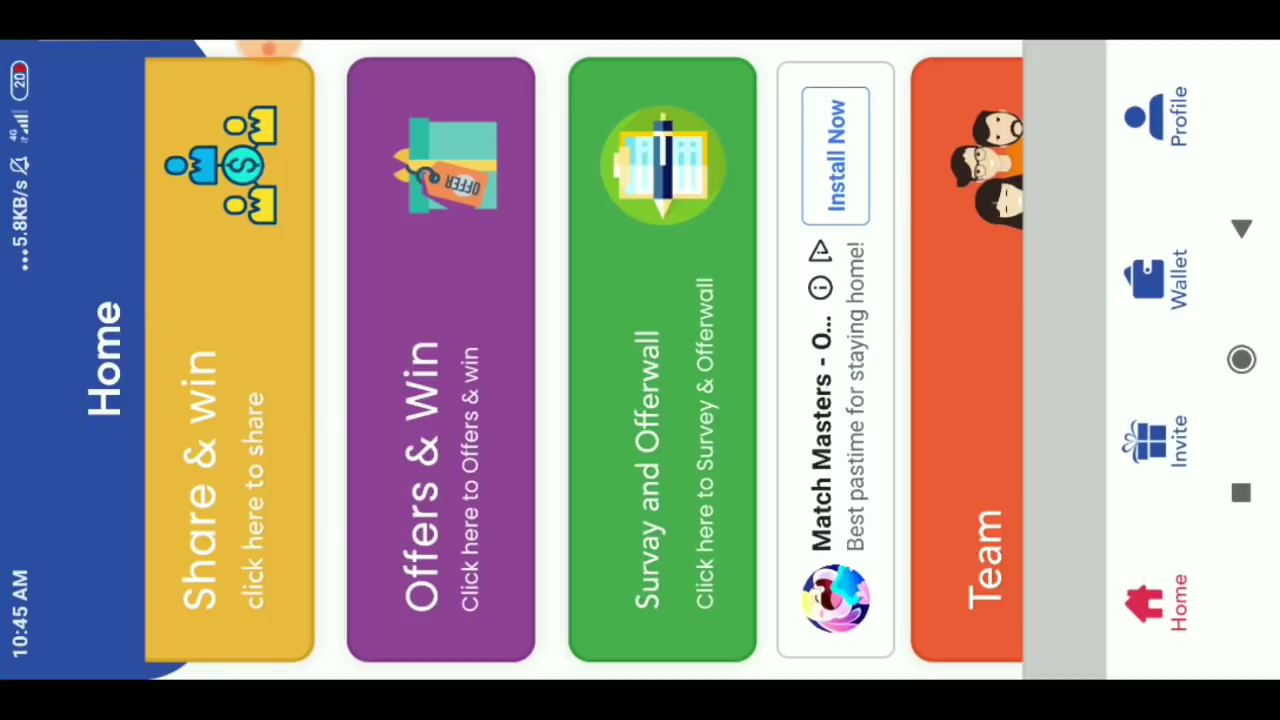 10:45 AM
...5.8KB/s
4G
20
Home
Share & win
click here to share
Offers & Win
Click here to Offers & win
OFFER
Survay and Offerwall
Click here to Survey & Offerwall
Match Masters - O...
Best pastime for staying home!
Install Now
Team
Home
Invite
Wallet
Profile